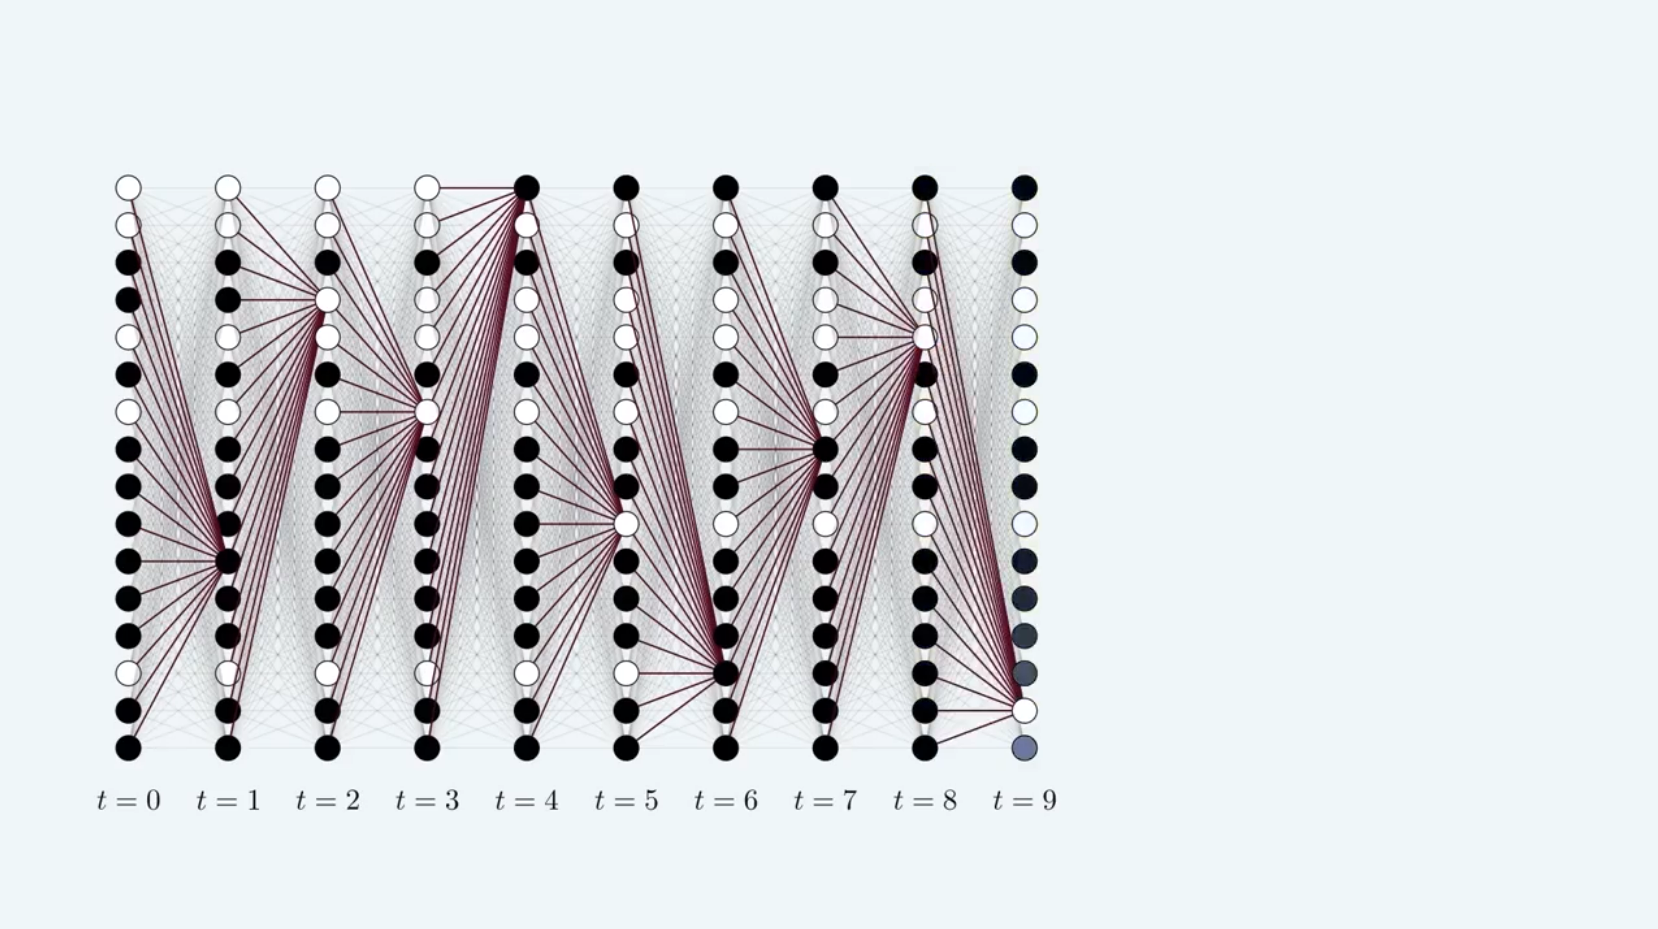 t = 0 t = 1 t = 2 t = 3 t = 4 t = 5 t = 6 t = 7 t = 8 t = 9